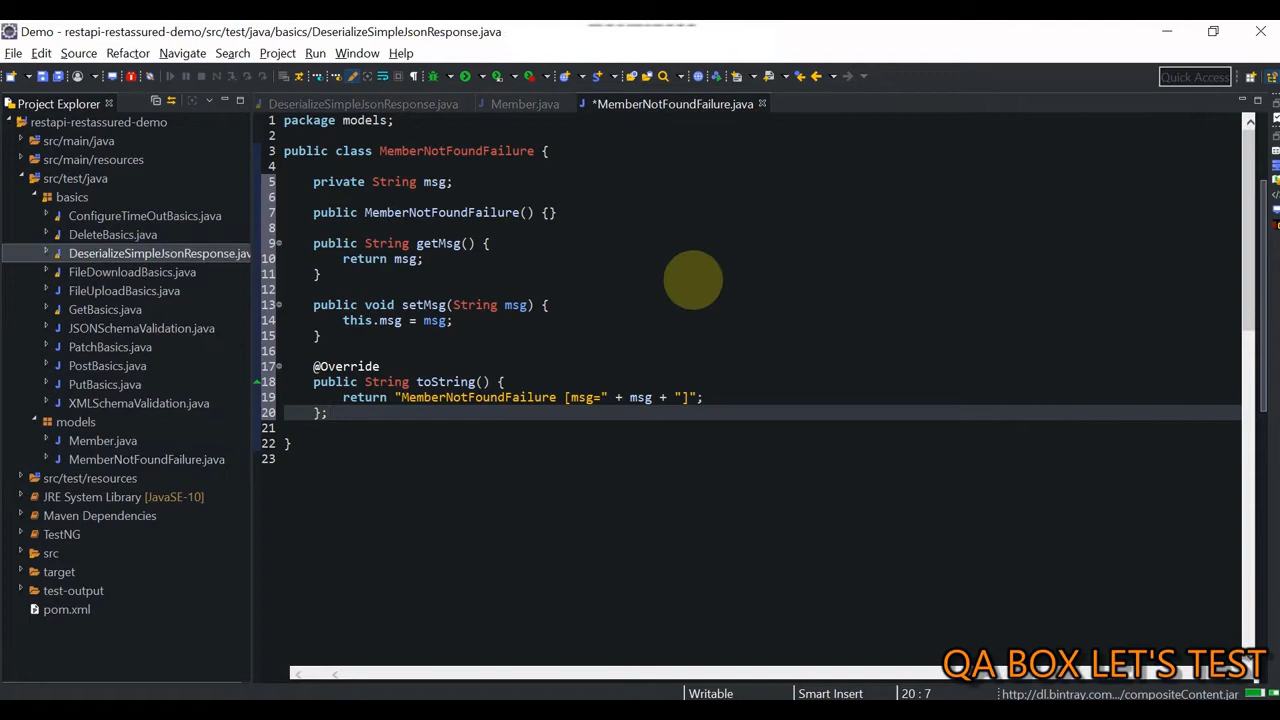 Demo - restapi-restassured-demo/src/test/java/basics/DeserializeSimpleJsonResponse.java
File Edit Source Refactor Navigate Search Project Run Window Help
Quick Access
Project Explorer
DeserializeSimpleJsonResponse.java
Member.java
*MemberNotFoundFailure.java
restapi-restassured-demo
src/main/java
src/main/resources
src/test/java
basics
ConfigureTimeOutBasics.java
DeleteBasics.java
DeserializeSimpleJsonResponse.jav
FileDownloadBasics.java
FileUploadBasics.java
GetBasics.java
JSONSchemaValidation.java
PatchBasics.java
PostBasics.java
PutBasics.java
XMLSchemaValidation.java
models
Member.java
MemberNotFoundFailure.java
src/test/resources
JRE System Library [JavaSE-10]
Maven Dependencies
TestNG
src
target
test-output
pom.xml
1 package models;
2
3 public class MemberNotFoundFailure {
4
5 private String msg;
6
7 public MemberNotFoundFailure() {}
8
9 public String getMsg() {
10 return msg;
11 }
12
13 public void setMsg(String msg) {
14 this.msg = msg;
15 }
16
17 @Override
18 public String toString() {
19 return "MemberNotFoundFailure [msg=" + msg + "]";
20 };
21
22 }
23
QA BOX LET'S TEST
Writable
Smart Insert
20 : 7
http://dl.bintray.com.../compositeContent.jar